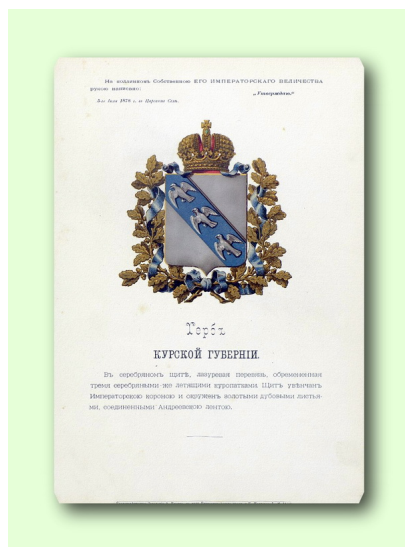 На подлинномъ Собственною ЕГО ИМПЕРАТОРСКАГО ВЕЛИЧЕСТВА
рукою написано:
„Утверждаю“
Гербъ
КУРСКОЙ ГУБЕРНІИ.
Въ серебряномъ щитѣ, лазуревая перевязь, обремененная
тремя серебряными же летящими куропатками Щитъ увѣнчанъ
Императорскою короною и окруженъ золотыми дубовыми листья-
ми, соединенными Андреевскою лентою.